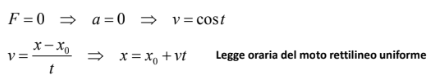 F = 0 ⇒ a = 0 ⇒ v = cost
v = (x − x₀)/t ⇒ x = x₀ + vt Legge oraria del moto rettilineo uniforme